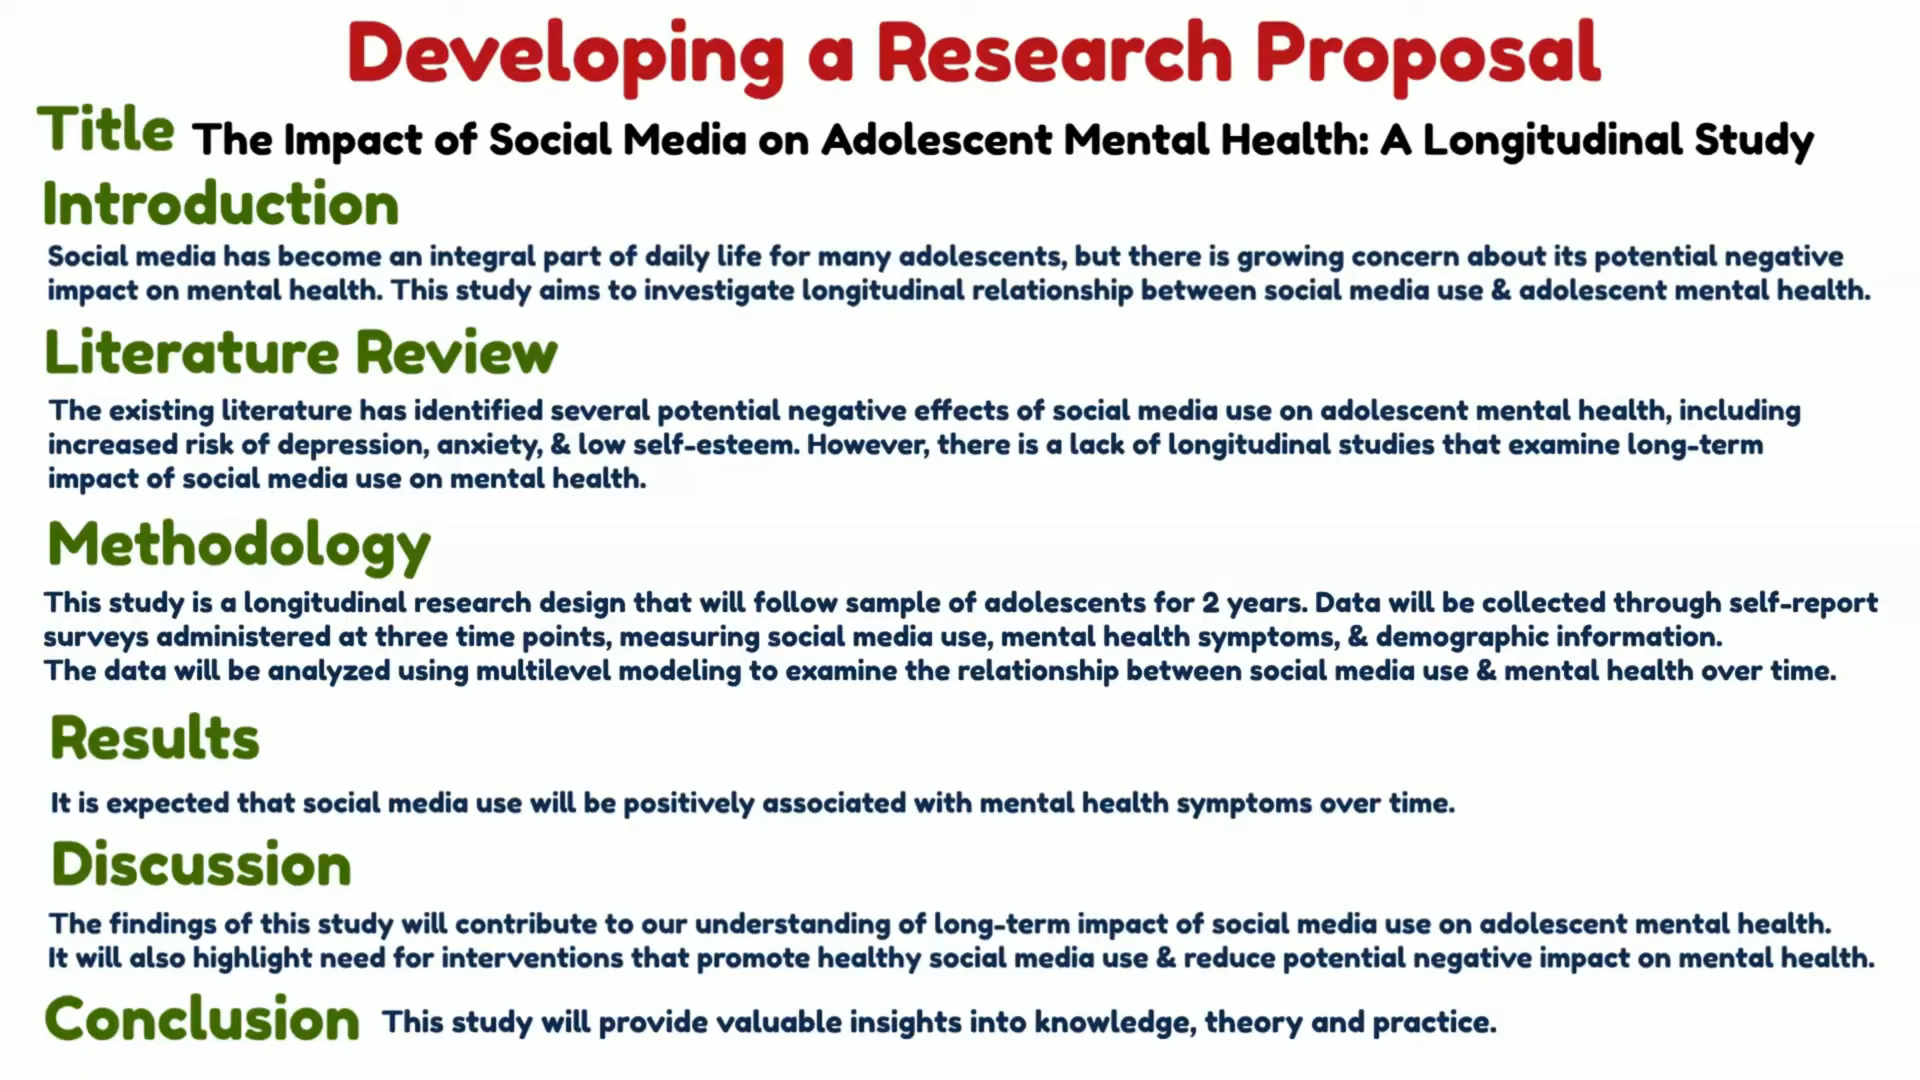 Developing a Research Proposal
Title The Impact of Social Media on Adolescent Mental Health: A Longitudinal Study
Introduction
Social media has become an integral part of daily life for many adolescents, but there is growing concern about its potential negative
impact on mental health. This study aims to investigate longitudinal relationship between social media use & adolescent mental health.
Literature Review
The existing literature has identified several potential negative effects of social media use on adolescent mental health, including
increased risk of depression, anxiety, & low self-esteem. However, there is a lack of longitudinal studies that examine long-term
impact of social media use on mental health.
Methodology
This study is a longitudinal research design that will follow sample of adolescents for 2 years. Data will be collected through self-report
surveys administered at three time points, measuring social media use, mental health symptoms, & demographic information.
The data will be analyzed using multilevel modeling to examine the relationship between social media use & mental health over time.
Results
It is expected that social media use will be positively associated with mental health symptoms over time.
Discussion
The findings of this study will contribute to our understanding of long-term impact of social media use on adolescent mental health.
It will also highlight need for interventions that promote healthy social media use & reduce potential negative impact on mental health.
Conclusion This study will provide valuable insights into knowledge, theory and practice.